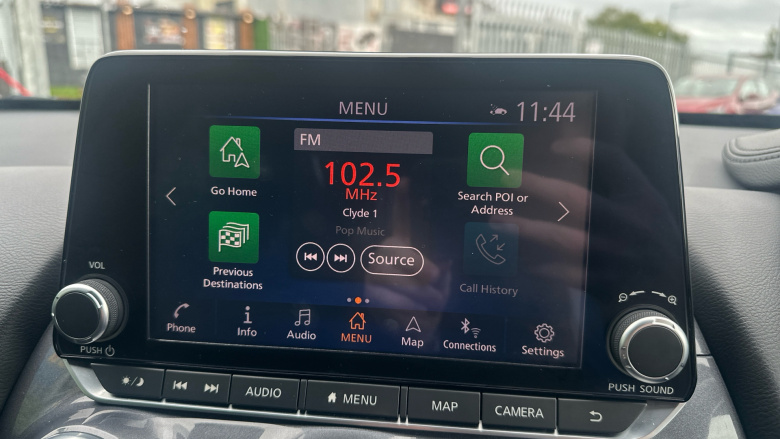 MENU
11:44
FM
102.5
MHz
Clyde 1
Pop Music
Source
Go Home
Previous
Destinations
Search POI or
Address
Call History
Phone
Info
Audio
MENU
Map
Connections
Settings
VOL
PUSH
PUSH SOUND
AUDIO
MENU
MAP
CAMERA